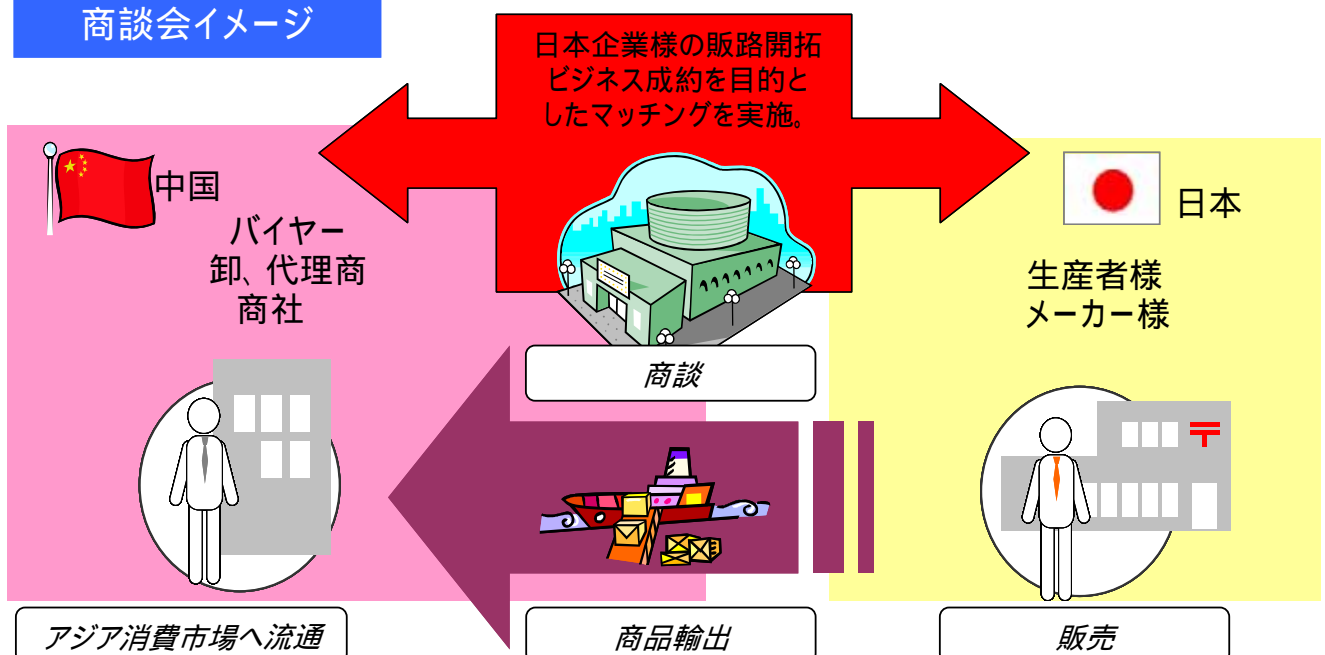 商談会イメージ
日本企業様の販路開拓
ビジネス成約を目的と
したマッチングを実施。
中国
バイヤー
卸、代理商
商社
日本
生産者様
メーカー様
商談
〒
アジア消費市場へ流通
商品輸出
販売